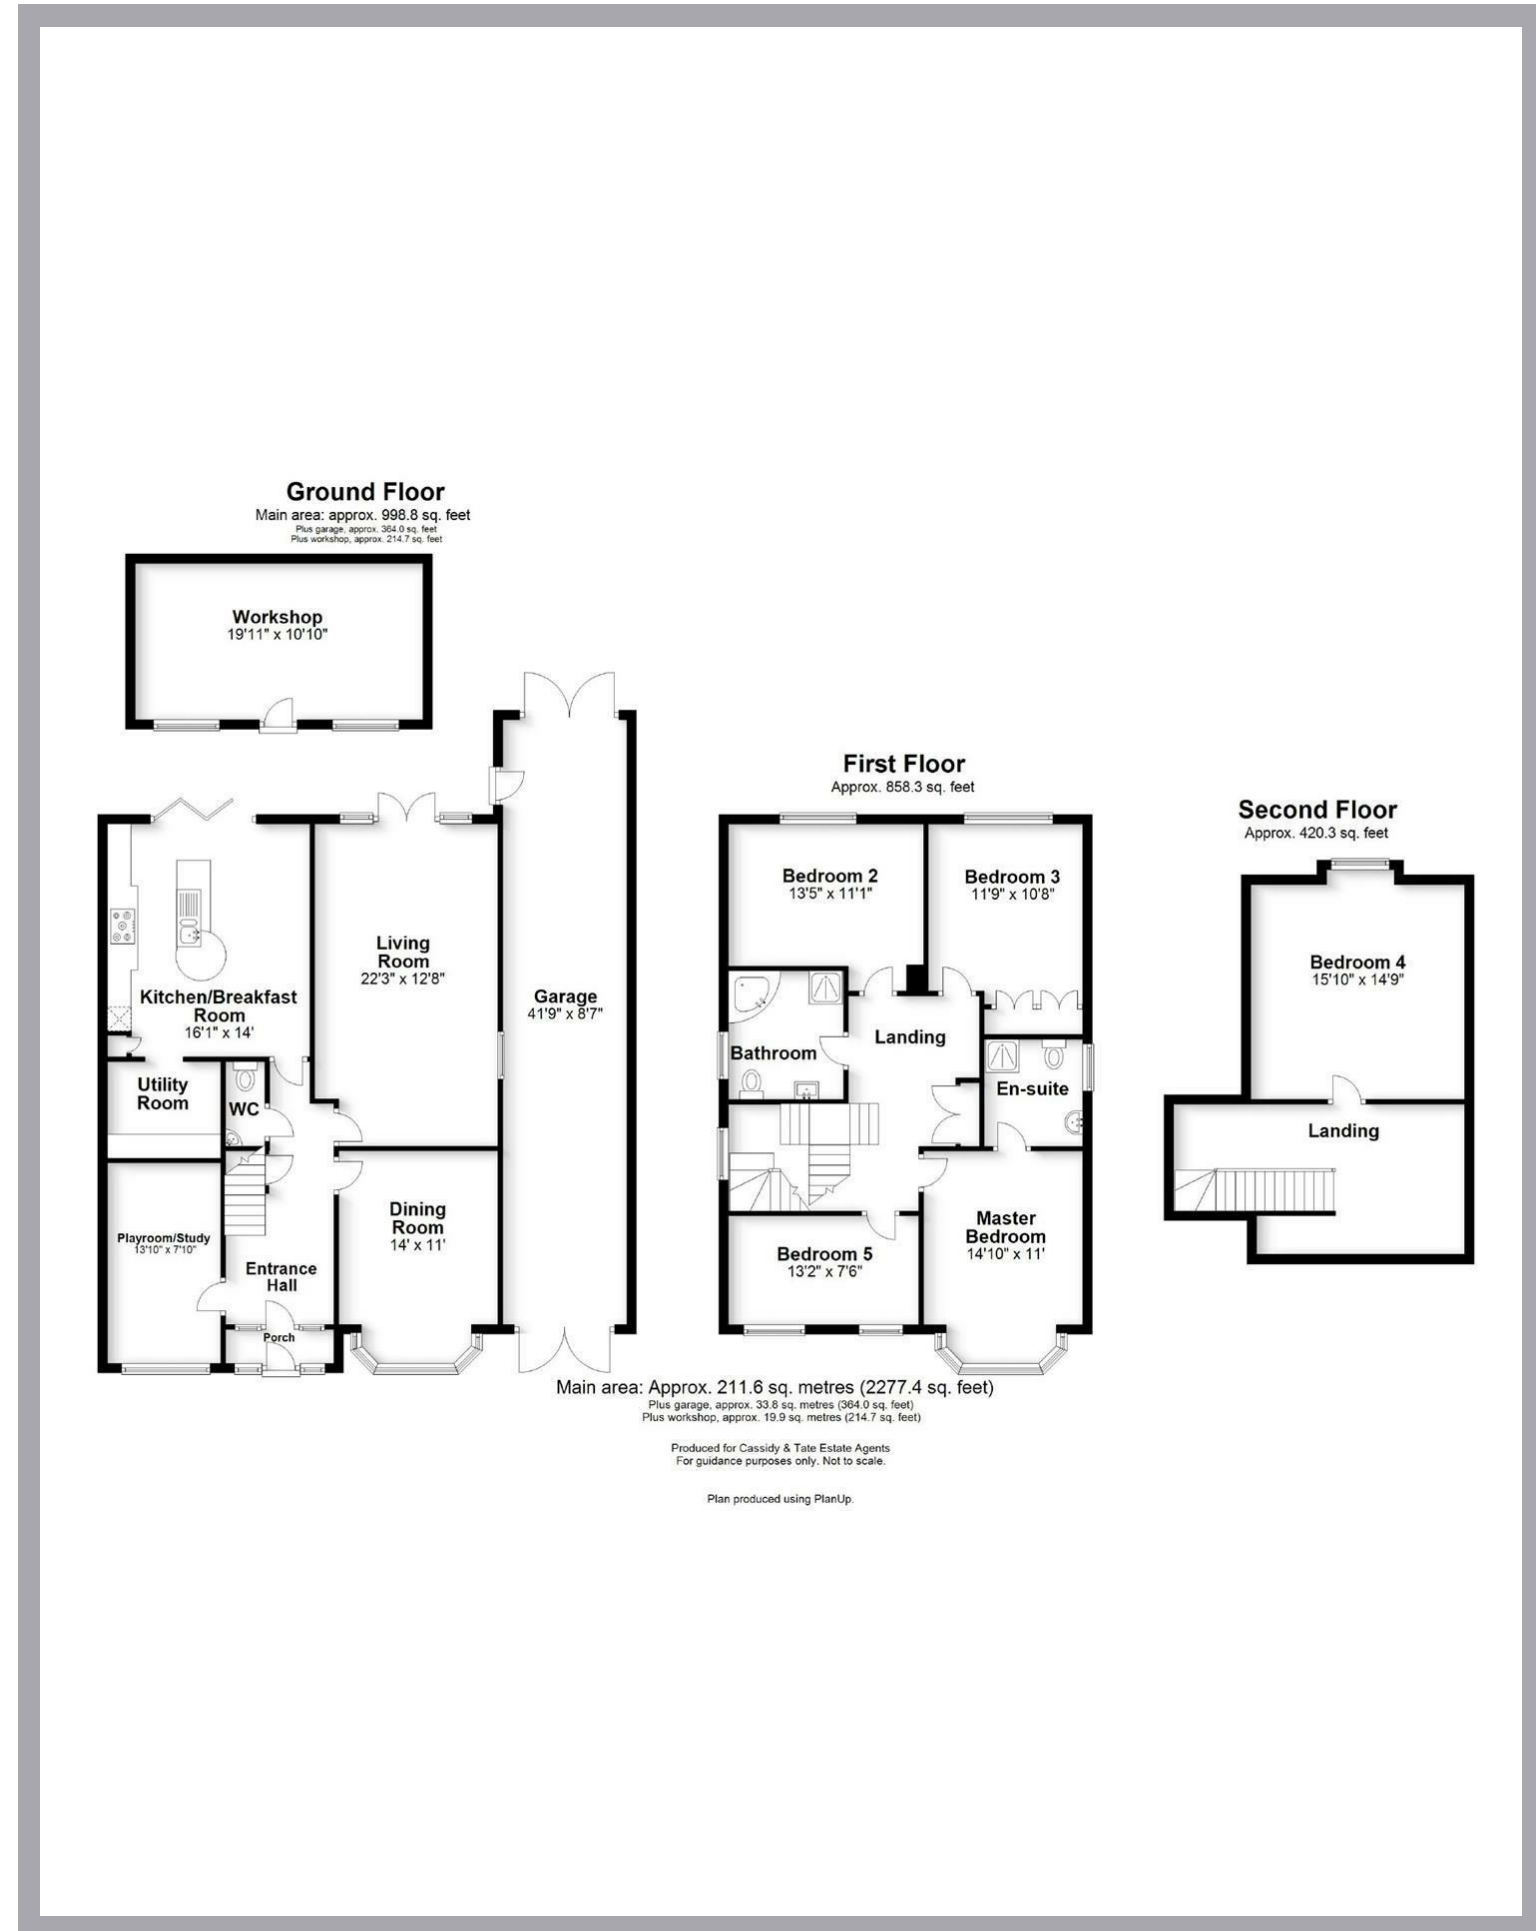 Ground Floor
Main area: approx. 998.8 sq. feet
Plus garage, approx. 364.0 sq. feet
Plus workshop, approx. 214.7 sq. feet
Workshop
19'11" x 10'10"
Living
Room
22'3" x 12'8"
Kitchen/Breakfast
Room
16'1" x 14'
Garage
41'9" x 8'7"
Utility
Room
WC
Dining
Room
14' x 11'
Playroom/Study
13'10" x 7'10"
Entrance
Hall
Porch
First Floor
Approx. 858.3 sq. feet
Bedroom 2
13'5" x 11'1"
Bedroom 3
11'9" x 10'8"
Landing
Bathroom
En-suite
Master
Bedroom
14'10" x 11'
Bedroom 5
13'2" x 7'6"
Second Floor
Approx. 420.3 sq. feet
Bedroom 4
15'10" x 14'9"
Landing
Main area: Approx. 211.6 sq. metres (2277.4 sq. feet)
Plus garage, approx. 33.8 sq. metres (364.0 sq. feet)
Plus workshop, approx. 19.9 sq. metres (214.7 sq. feet)
Produced for Cassidy & Tate Estate Agents
For guidance purposes only. Not to scale.
Plan produced using PlanUp.